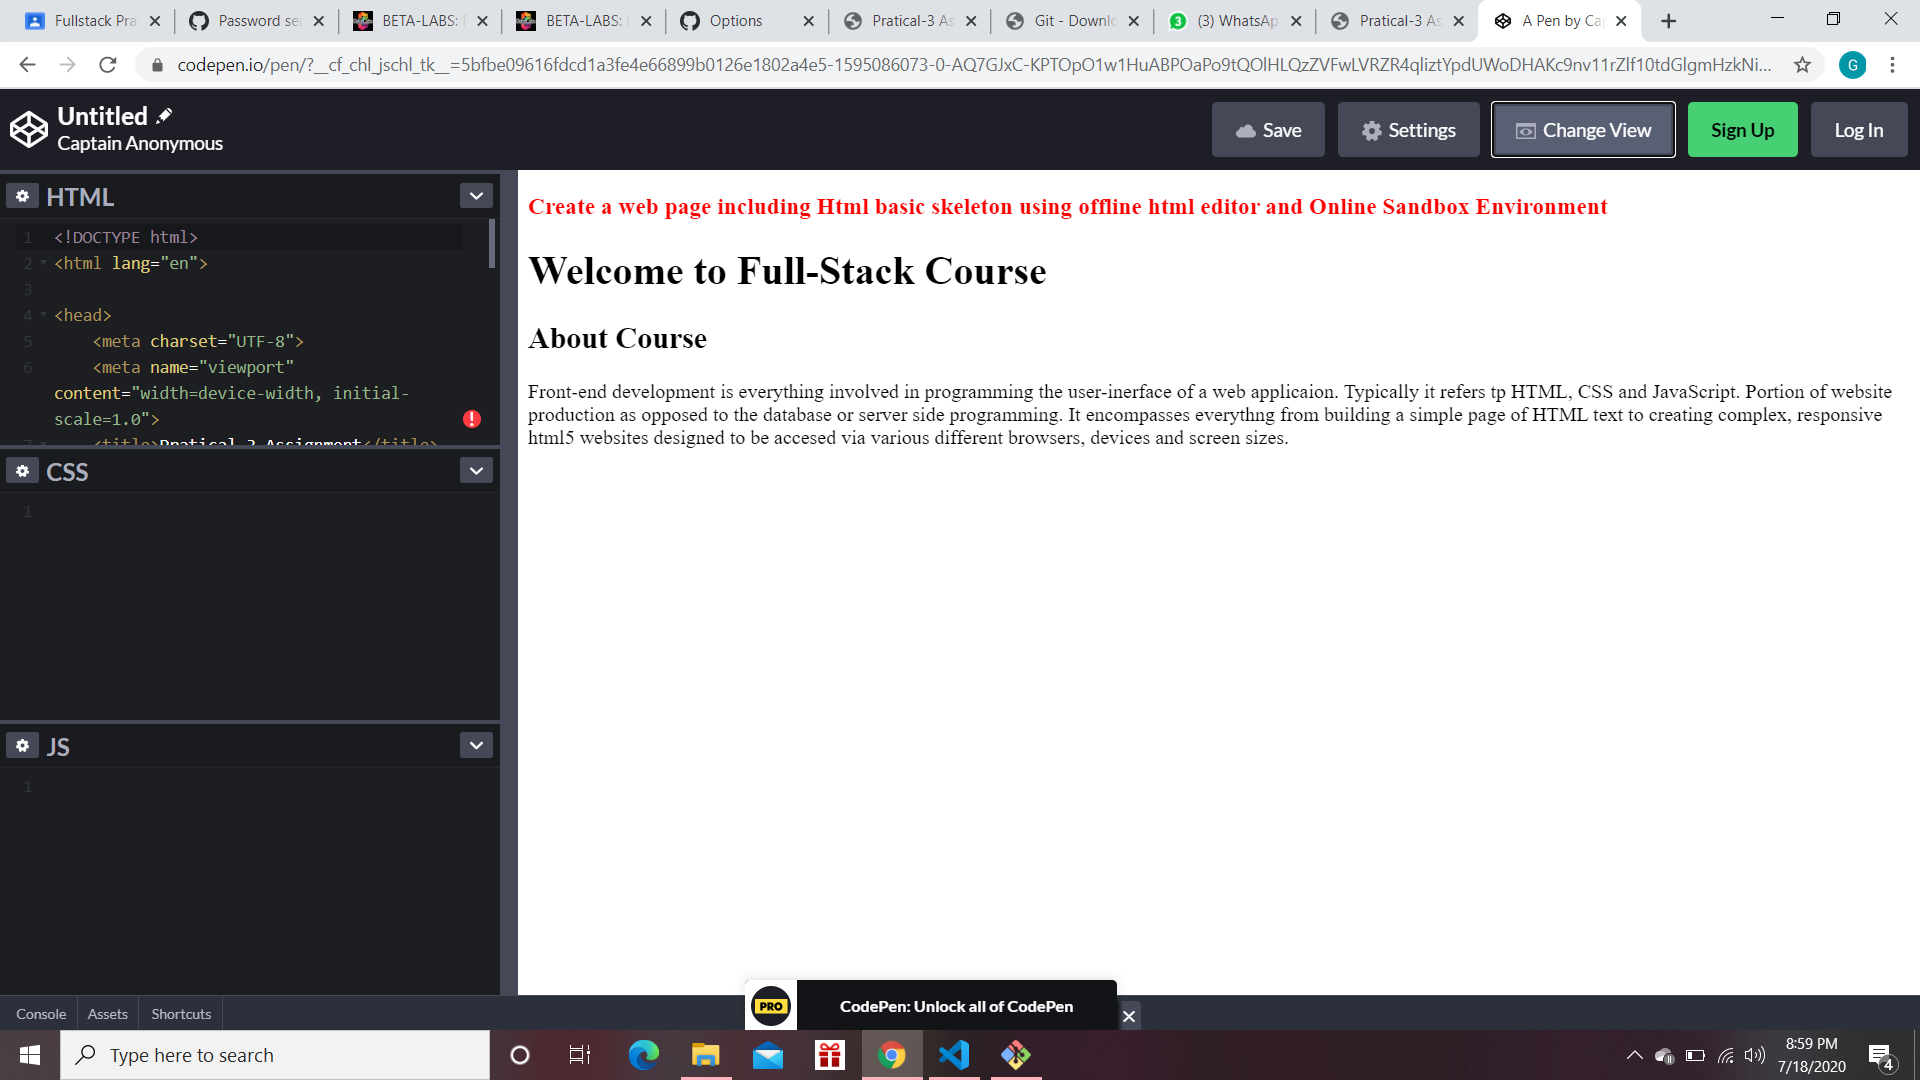 Fullstack Pra
Password se
BETA-LABS:
BETA-LABS:
Options
Pratical-3 As
Git - Downlo
(3) WhatsAp
Pratical-3 As
A Pen by Ca
codepen.io/pen/?__cf_chl_jschl_tk__=5bfbe09616fdcd1a3fe4e66899b0126e1802a4e5-1595086073-0-AQ7GJxC-KPTOpO1w1HuABPOaPo9tQOlHLQzZVFwLVRZR4qliztYpdUWoDHAKc9nv11rZlf10tdGlgmHzkNi...
G
Untitled
Captain Anonymous
Save
Settings
Change View
Sign Up
Log In
HTML
1 <!DOCTYPE html>
2 <html lang="en">
3
4 <head>
5 <meta charset="UTF-8">
6 <meta name="viewport"
content="width=device-width, initial-
scale=1.0">
7 <title>Pratical 3 Assignment</title>
CSS
1
JS
1
Create a web page including Html basic skeleton using offline html editor and Online Sandbox Environment
Welcome to Full-Stack Course
About Course
Front-end development is everything involved in programming the user-inerface of a web applicaion. Typically it refers tp HTML, CSS and JavaScript. Portion of website
production as opposed to the database or server side programming. It encompasses everythng from building a simple page of HTML text to creating complex, responsive
html5 websites designed to be accesed via various different browsers, devices and screen sizes.
Console
Assets
Shortcuts
PRO
CodePen: Unlock all of CodePen
Type here to search
8:59 PM
7/18/2020
4